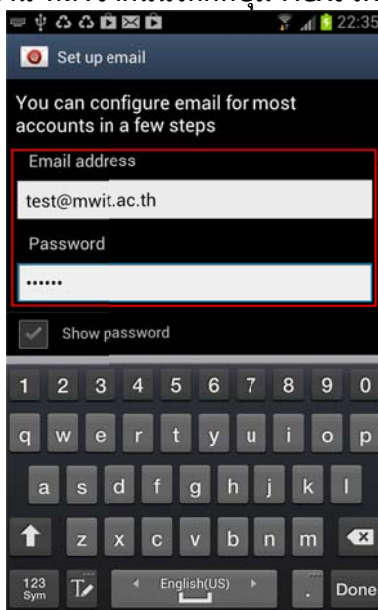 22:35
Set up email
You can configure email for most
accounts in a few steps
Email address
test@mwit.ac.th
Password
••••••
Show password
1 2 3 4 5 6 7 8 9 0
q w e r t y u i o p
a s d f g h j k l
z x c v b n m
123
Sym
English(US)
. Done